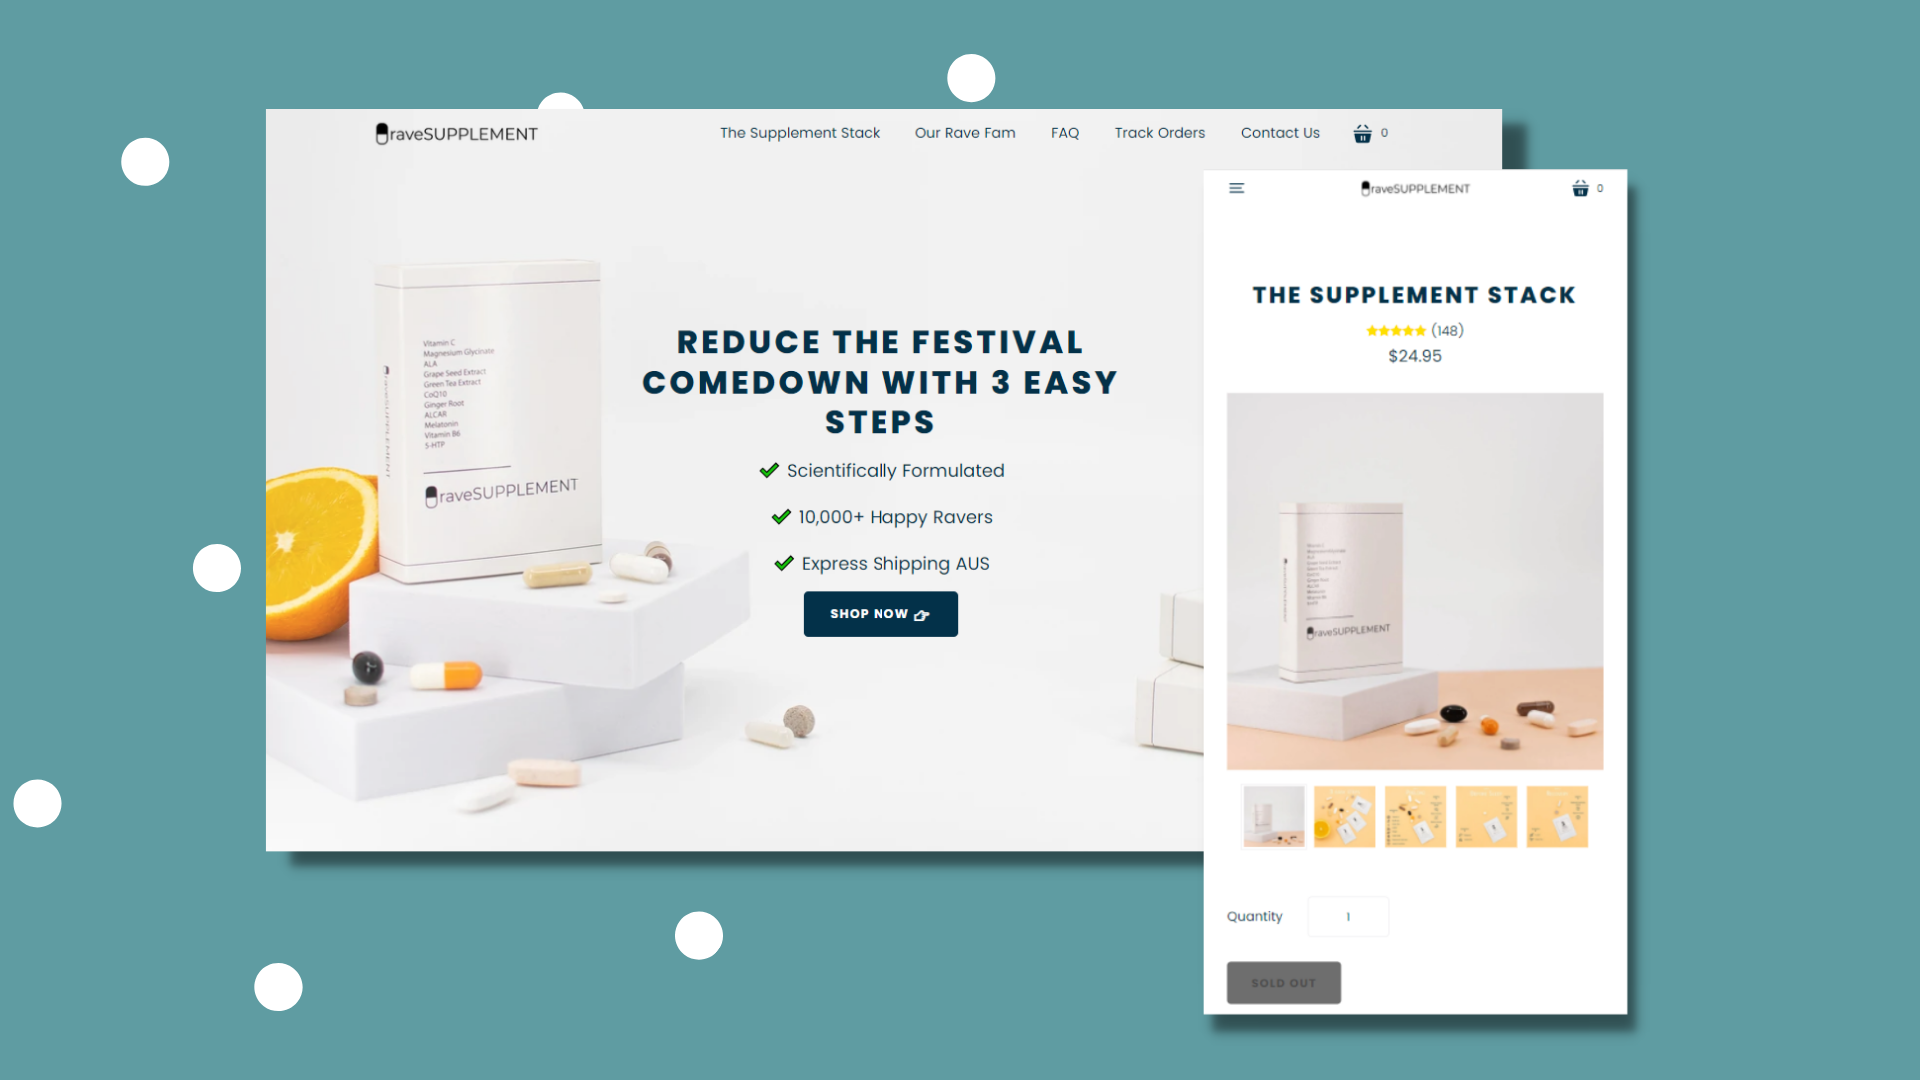 raveSUPPLEMENT
The Supplement Stack
Our Rave Fam
FAQ
Track Orders
Contact Us
0
Vitamin C
Magnesium Glycinate
ALA
Grape Seed Extract
Green Tea Extract
CoQ10
Ginger Root
ALCAR
Melatonin
Vitamin B6
5-HTP
raveSUPPLEMENT
raveSUPPLEMENT
REDUCE THE FESTIVAL
COMEDOWN WITH 3 EASY
STEPS
Scientifically Formulated
10,000+ Happy Ravers
Express Shipping AUS
SHOP NOW
raveSUPPLEMENT
0
THE SUPPLEMENT STACK
(148)
$24.95
raveSUPPLEMENT
Quantity
1
SOLD OUT